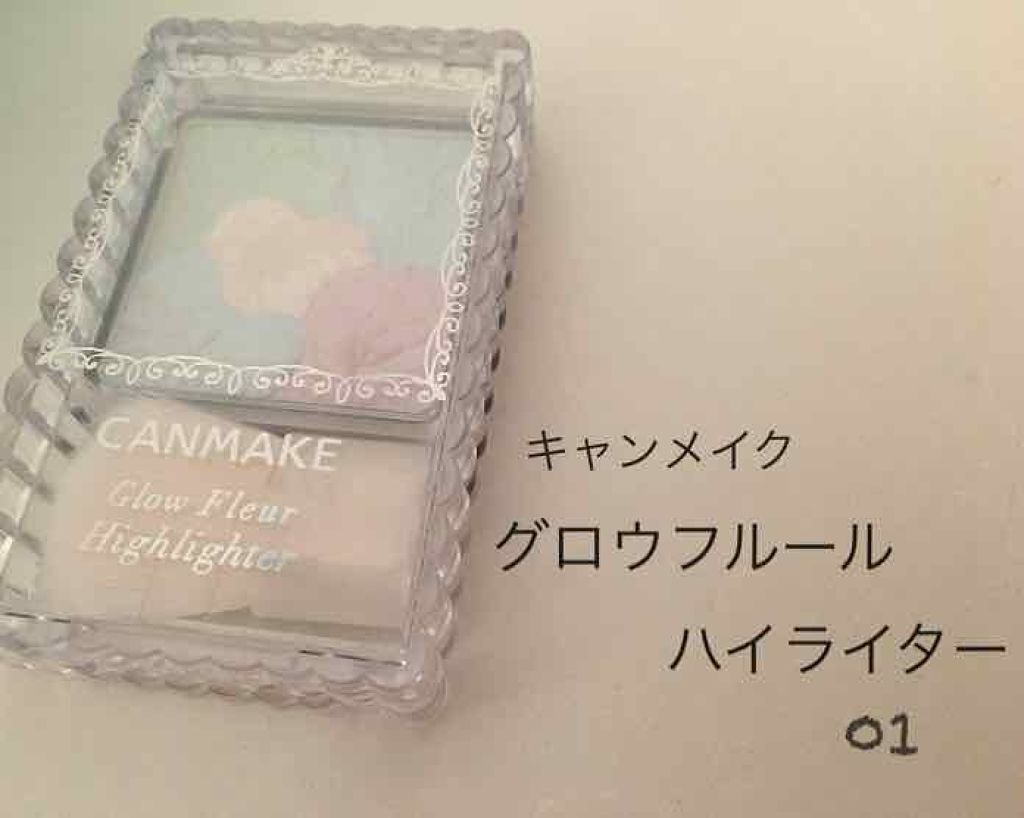 CANMAKE
Glow Fleur
Highlighter
キャンメイク
グロウフルール
ハイライター
01